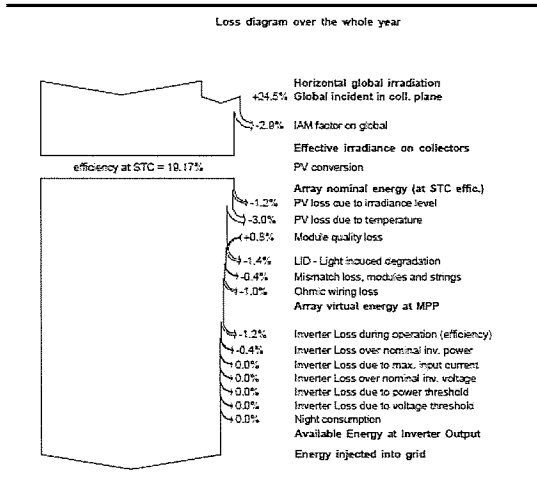 Loss diagram over the whole year
Horizontal global irradiation
+24.5% Global incident in coll. plane
-2.9% IAM factor on global
Effective irradiance on collectors
efficiency at STC = 19.17% PV conversion
Array nominal energy (at STC effic.)
-1.2% PV loss due to irradiance level
-3.0% PV loss due to temperature
+0.8% Module quality loss
-1.4% LID - Light induced degradation
-0.4% Mismatch loss, modules and strings
-1.0% Ohmic wiring loss
Array virtual energy at MPP
-1.2% Inverter Loss during operation (efficiency)
-0.4% Inverter Loss over nominal inv. power
0.0% Inverter Loss due to max. input current
0.0% Inverter Loss over nominal inv. voltage
0.0% Inverter Loss due to power threshold
0.0% Inverter Loss due to voltage threshold
0.0% Night consumption
Available Energy at Inverter Output
Energy injected into grid